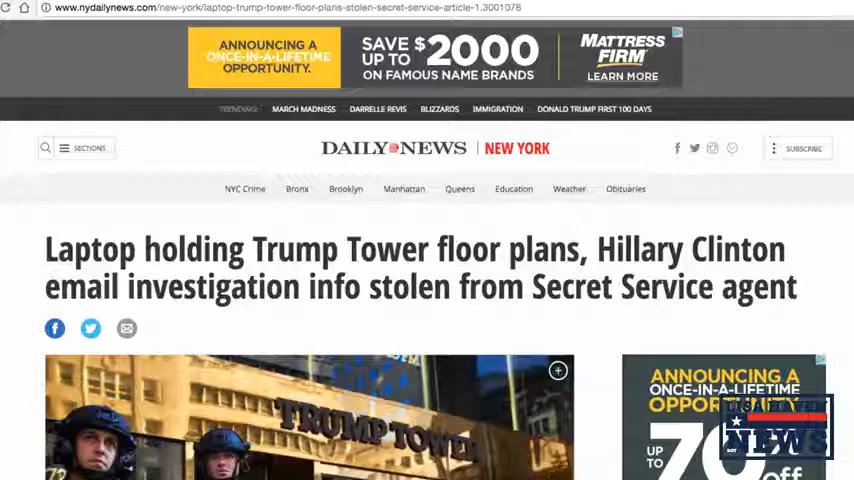 www.nydailynews.com/new-york/laptop-trump-tower-floor-plans-stolen-secret-service-article-1.3001078
ANNOUNCING A
ONCE-IN-A-LIFETIME
OPPORTUNITY.
SAVE UP TO $2000
ON FAMOUS NAME BRANDS
MATTRESS FIRM
LEARN MORE
TRENDING: MARCH MADNESS DARRELLE REVIS BLIZZARDS IMMIGRATION DONALD TRUMP FIRST 100 DAYS
SECTIONS
DAILY NEWS | NEW YORK
SUBSCRIBE
NYC Crime Bronx Brooklyn Manhattan Queens Education Weather Obituaries
Laptop holding Trump Tower floor plans, Hillary Clinton
email investigation info stolen from Secret Service agent
TRUMP TOWER
72
ANNOUNCING A
ONCE-IN-A-LIFETIME
OPPORTUNITY
UP TO 70% off
NEWS
DOT